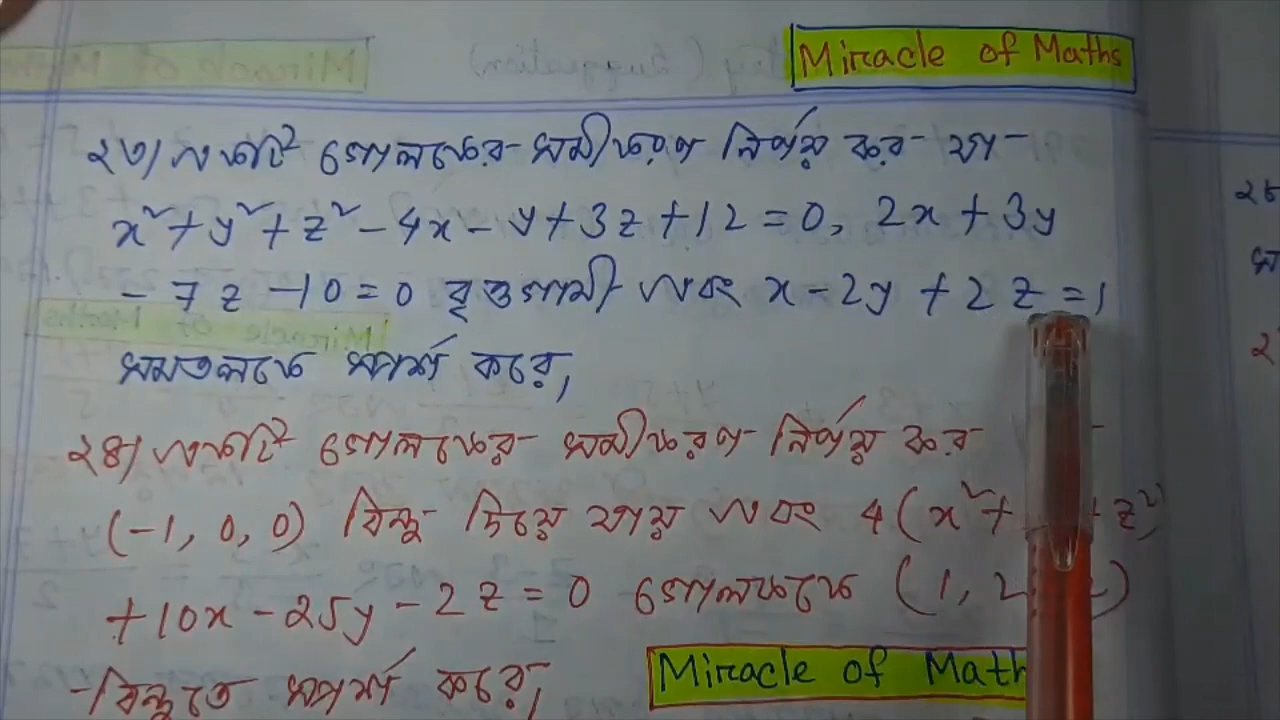 Miracle of Maths
২৩) একটি গোলকের সমীকরণ নির্ণয় কর যা
x² + y² + z² - 4x - y + 3z + 12 = 0, 2x + 3y
- 7z - 10 = 0 বৃত্তগামী এবং x - 2y + 2z = 1
সমতলকে স্পর্শ করে,
২৪) একটি গোলকের সমীকরণ নির্ণয় কর
(-1, 0, 0) বিন্দু দিয়ে যায় এবং 4(x² + + z²)
+ 10x - 25y - 2z = 0 গোলককে (1, 2
বিন্দুতে স্পর্শ করে,
Miracle of Math